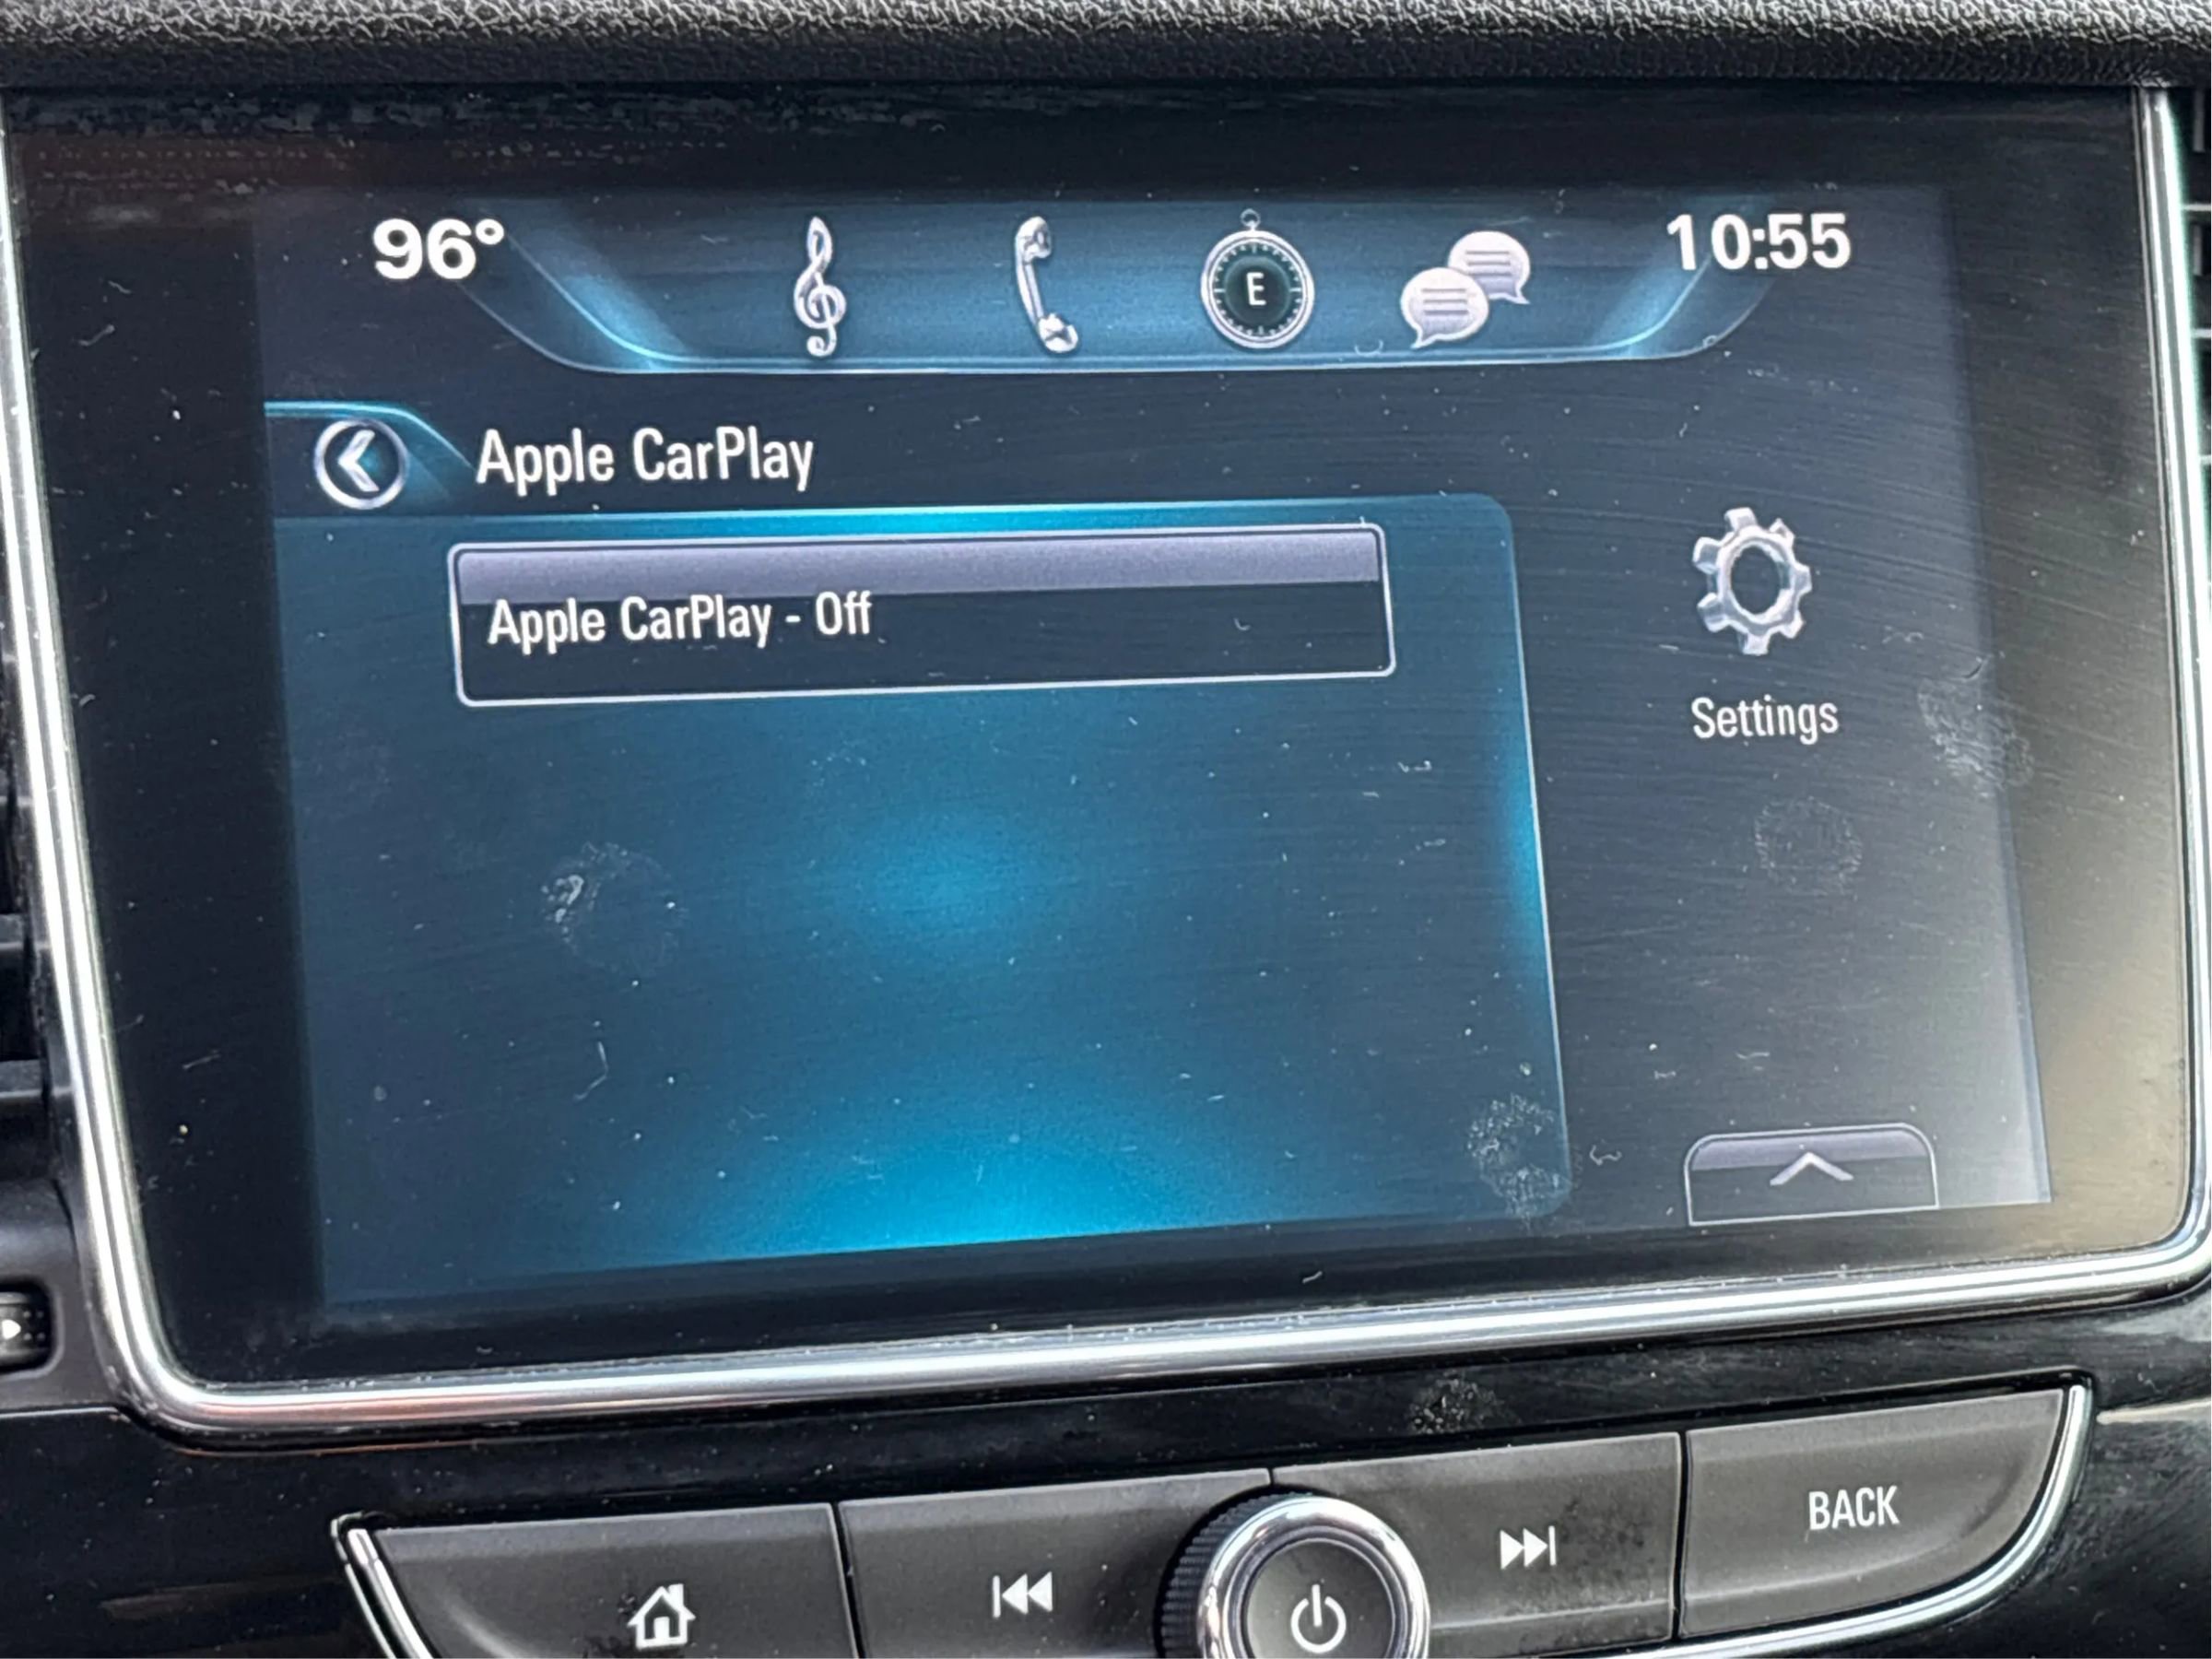 96° E 10:55
Apple CarPlay
Apple CarPlay - Off
Settings
BACK